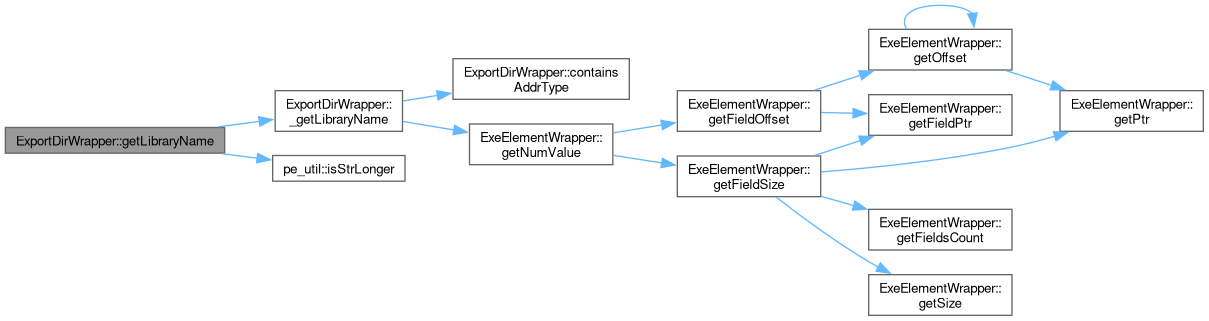 ExportDirWrapper::getLibraryName
ExportDirWrapper::
_getLibraryName
pe_util::isStrLonger
ExportDirWrapper::contains
AddrType
ExeElementWrapper::
getNumValue
ExeElementWrapper::
getFieldOffset
ExeElementWrapper::
getFieldSize
ExeElementWrapper::
getOffset
ExeElementWrapper::
getFieldPtr
ExeElementWrapper::
getFieldsCount
ExeElementWrapper::
getSize
ExeElementWrapper::
getPtr